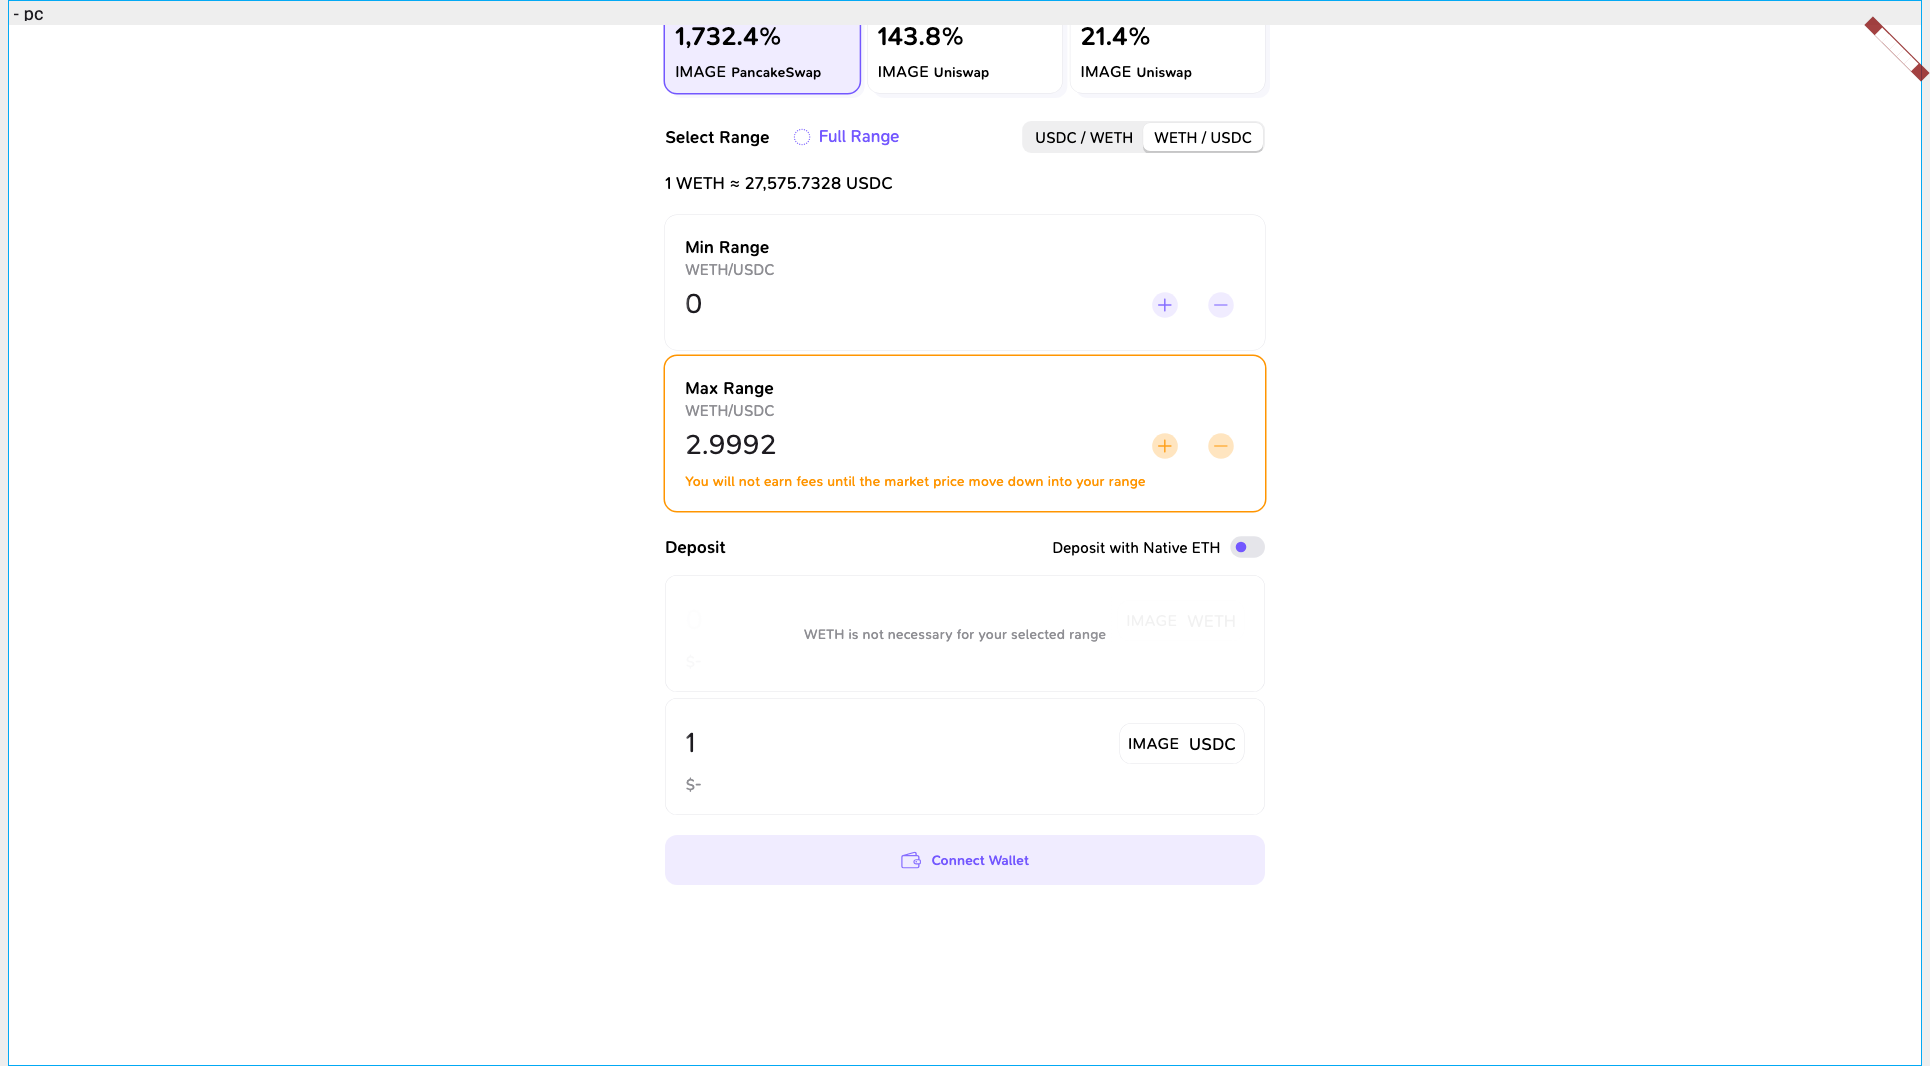 - pc
1,732.4%
143.8%
21.4%
IMAGE PancakeSwap
IMAGE Uniswap
IMAGE Uniswap
Select Range
Full Range
USDC / WETH
WETH / USDC
1 WETH ≈ 27,575.7328 USDC
Min Range
WETH/USDC
0
Max Range
WETH/USDC
2.9992
You will not earn fees until the market price move down into your range
Deposit
Deposit with Native ETH
0
IMAGE WETH
WETH is not necessary for your selected range
$-
1
IMAGE USDC
$-
Connect Wallet